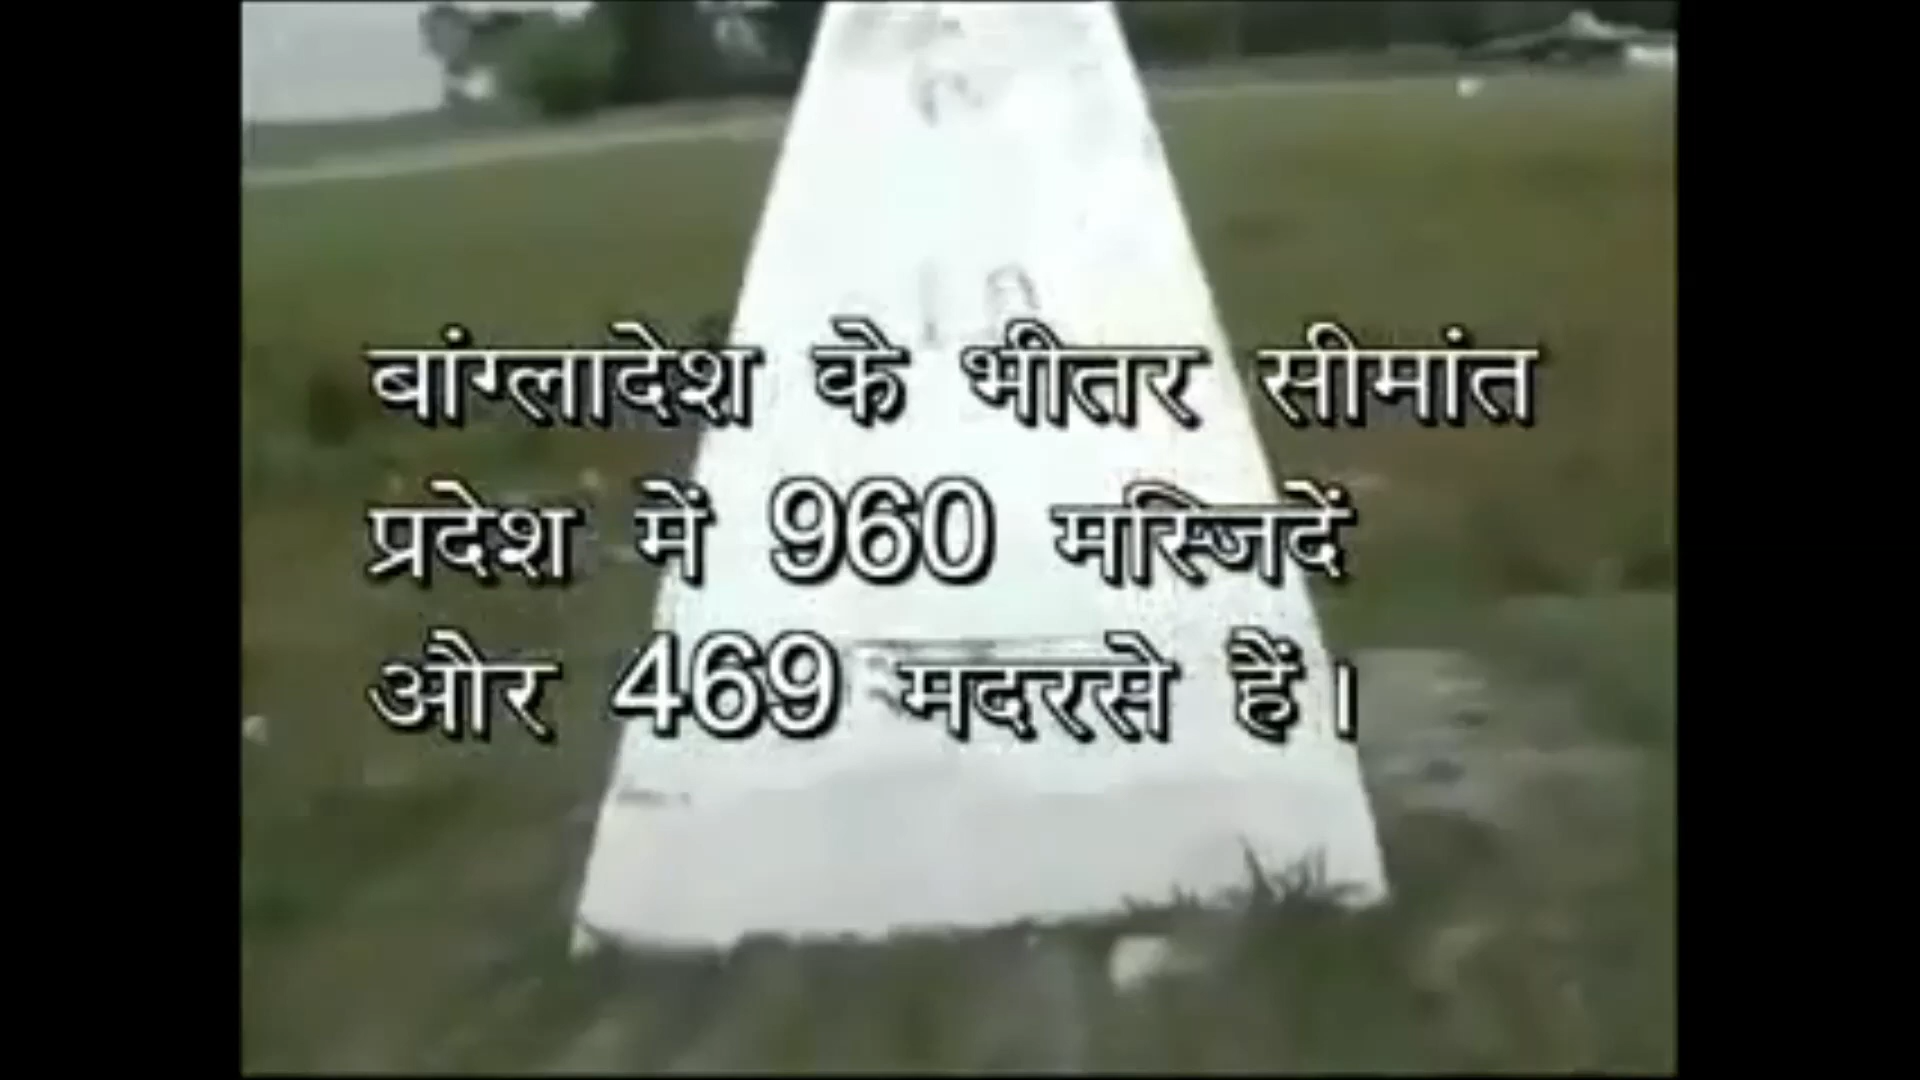 बांग्लादेश के भीतर सीमांत
प्रदेश में 960 मस्जिदें
और 469 मदरसे हैं।